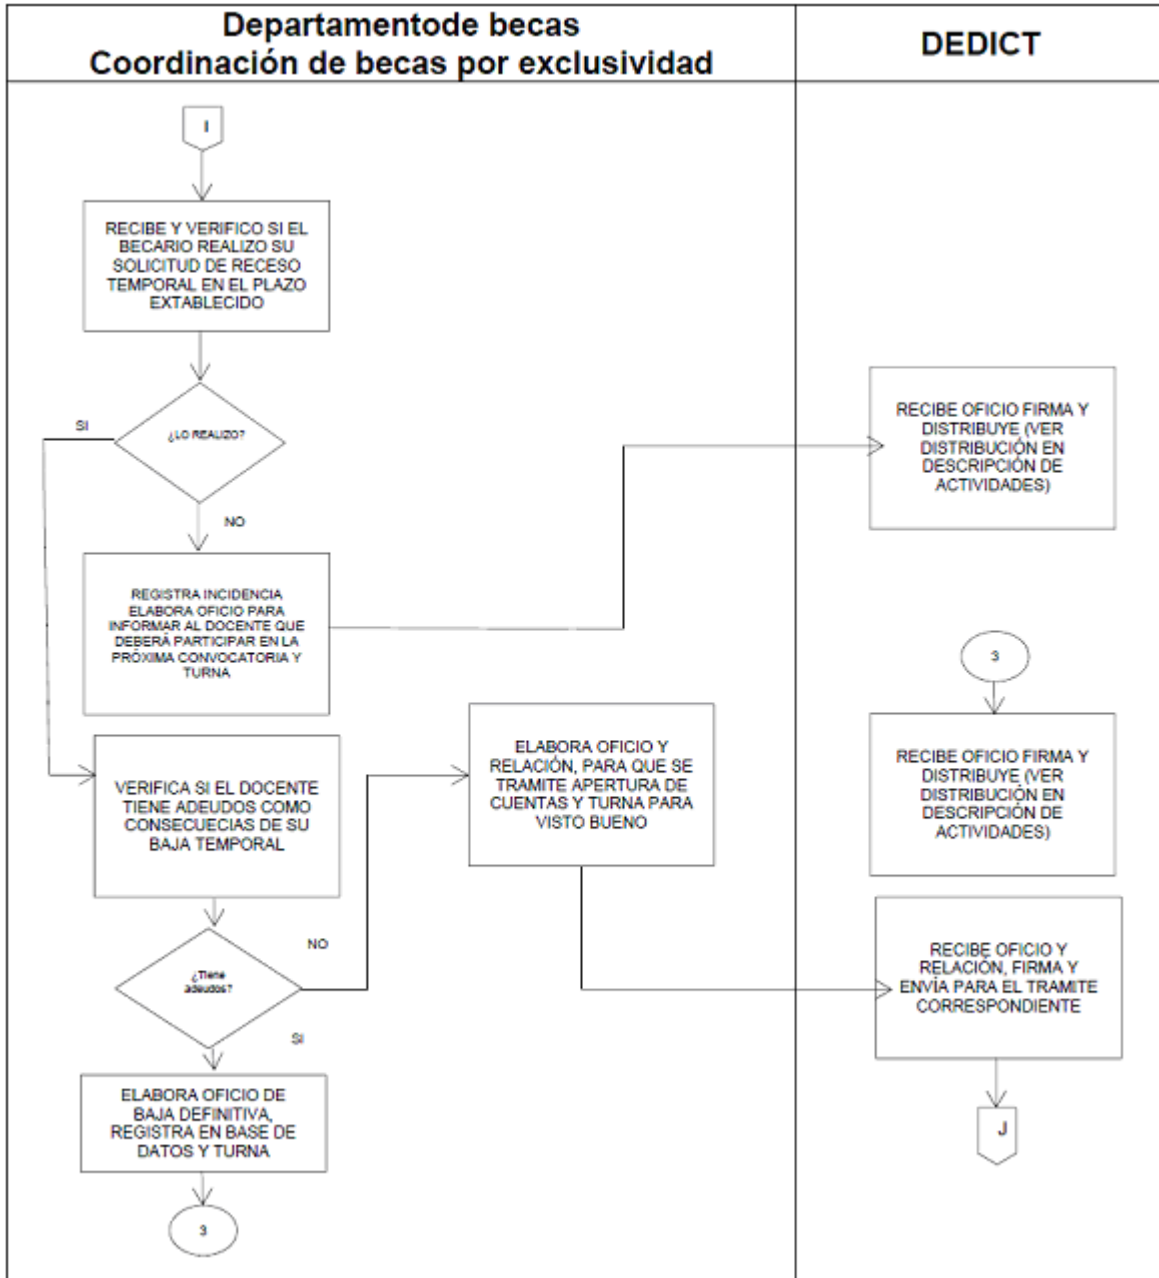 Departamentode becas
Coordinación de becas por exclusividad
DEDICT
I
RECIBE Y VERIFICO SI EL
BECARIO REALIZO SU
SOLICITUD DE RECESO
TEMPORAL EN EL PLAZO
EXTABLECIDO
¿LO REALIZO?
SI
NO
RECIBE OFICIO FIRMA Y
DISTRIBUYE (VER
DISTRIBUCIÓN EN
DESCRIPCIÓN DE
ACTIVIDADES)
REGISTRA INCIDENCIA
ELABORA OFICIO PARA
INFORMAR AL DOCENTE QUE
DEBERÁ PARTICIPAR EN LA
PRÓXIMA CONVOCATORIA Y
TURNA
3
VERIFICA SI EL DOCENTE
TIENE ADEUDOS COMO
CONSECUECIAS DE SU
BAJA TEMPORAL
ELABORA OFICIO Y
RELACIÓN, PARA QUE SE
TRAMITE APERTURA DE
CUENTAS Y TURNA PARA
VISTO BUENO
RECIBE OFICIO FIRMA Y
DISTRIBUYE (VER
DISTRIBUCIÓN EN
DESCRIPCIÓN DE
ACTIVIDADES)
¿Tiene
adeudos?
NO
SI
RECIBE OFICIO Y
RELACIÓN, FIRMA Y
ENVÍA PARA EL TRAMITE
CORRESPONDIENTE
ELABORA OFICIO DE
BAJA DEFINITIVA,
REGISTRA EN BASE DE
DATOS Y TURNA
J
3